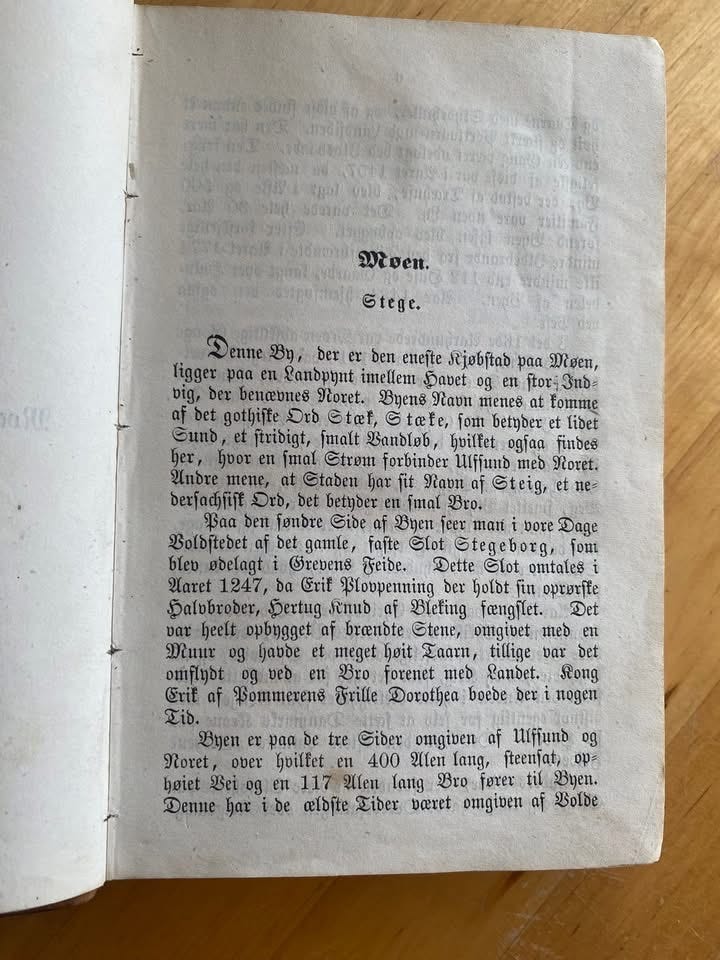 Møen.
Stege.
Denne By, der er den eneste Kjøbstad paa Møen,
ligger paa en Landpynt imellem Havet og en stor Ind-
vig, der benævnes Noret. Byens Navn menes at komme
af det gothiske Ord Stæk, Stæke, som betyder et lidet
Sund, et stridigt, smalt Vandløb, hvilket ogsaa findes
her, hvor en smal Strøm forbinder Ulfsund med Noret.
Andre mene, at Staden har sit Navn af Steig, et ne-
dersachsisk Ord, det betyder en smal Bro.
Paa den søndre Side af Byen seer man i vore Dage
Voldstedet af det gamle, faste Slot Stegeborg, som
blev ødelagt i Grevens Feide. Dette Slot omtales i
Aaret 1247, da Erik Plovpenning der holdt sin oprørske
Halvbroder, Hertug Knud af Bleking fængslet. Det
var heelt opbygget af brændte Stene, omgivet med en
Muur og havde et meget høit Taarn, tillige var det
omflydt og ved en Bro forenet med Landet. Kong
Erik af Pommerens Frille Dorothea boede der i nogen
Tid.
Byen er paa de tre Sider omgiven af Ulfsund og
Noret, over hvilket en 400 Alen lang, steensat, op-
høiet Vei og en 117 Alen lang Bro fører til Byen.
Denne har i de ældste Tider været omgiven af Volde